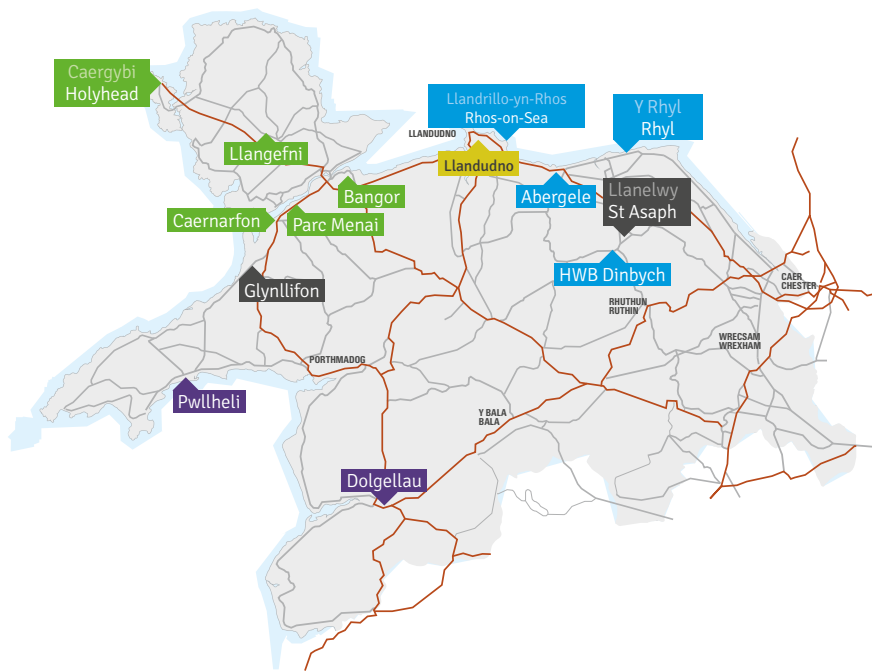 Caergybi
Holyhead
Llangefni
Caernarfon
Parc Menai
Bangor
LLANDUDNO
Llandudno
Llandrillo-yn-Rhos
Rhos-on-Sea
Y Rhyl
Rhyl
Abergele
Llanelwy
St Asaph
HWB Dinbych
Glynllifon
RHUTHUN
RUTHIN
CAER
CHESTER
WRECSAM
WREXHAM
PORTHMADOG
Pwllheli
Y BALA
BALA
Dolgellau